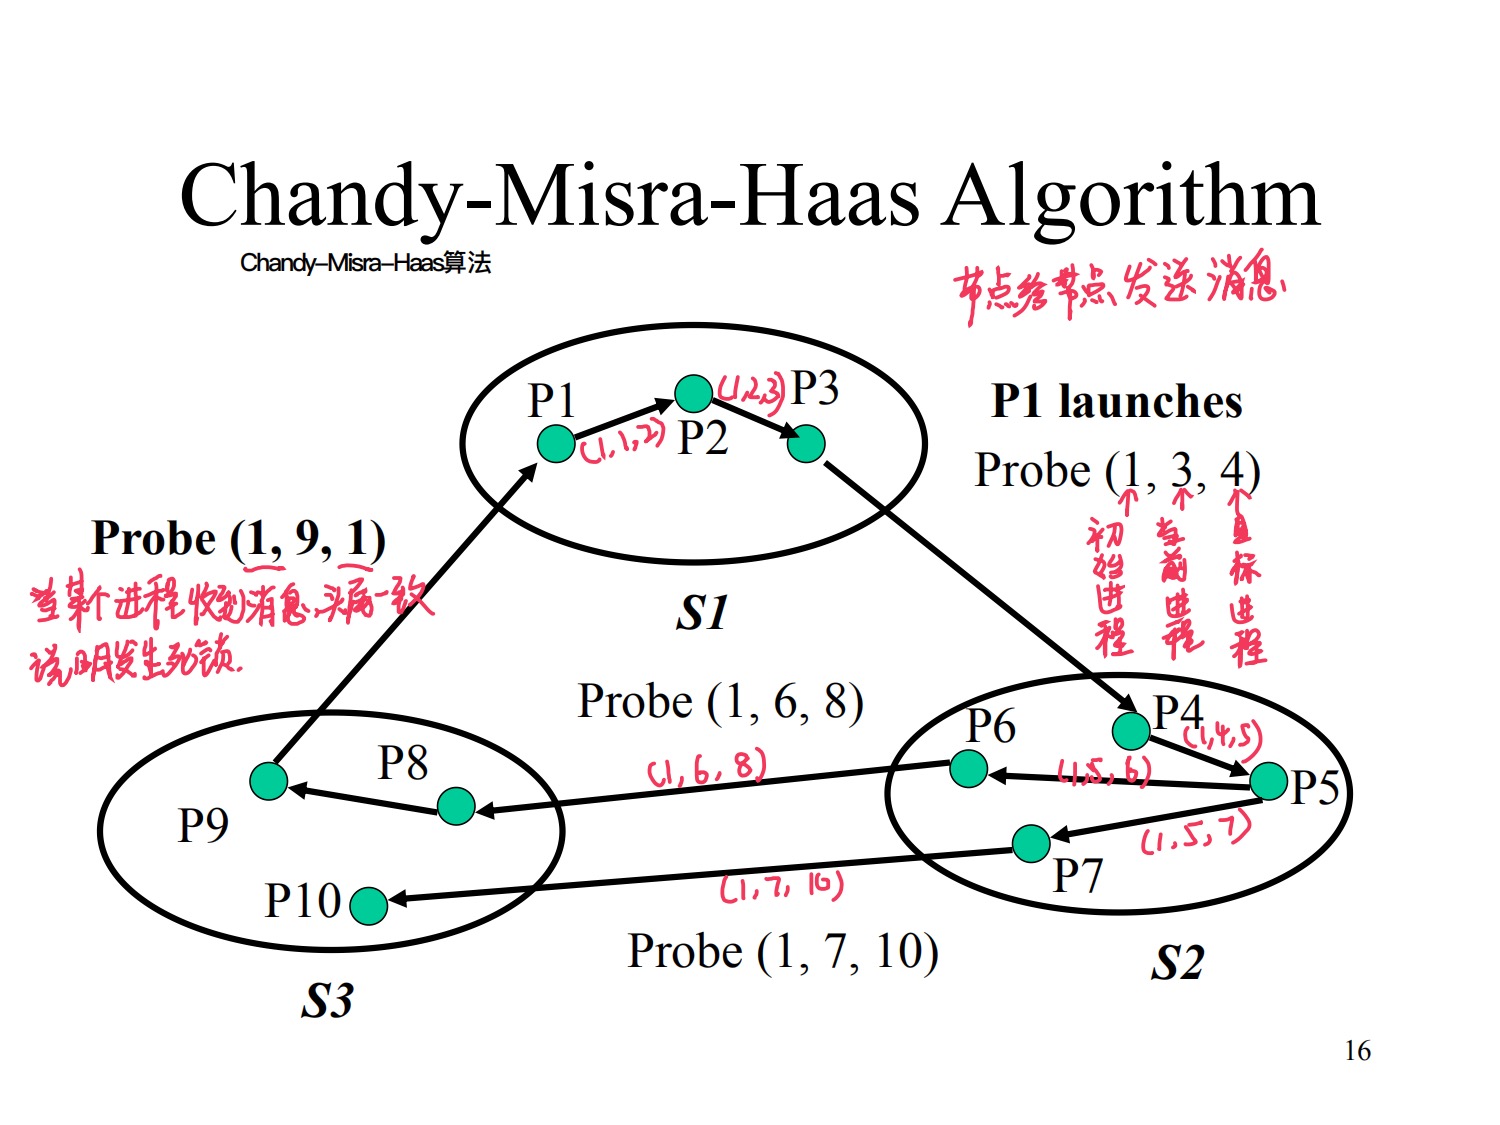 Chandy-Misra-Haas Algorithm
Chandy–Misra–Haas算法
节点给节点发送消息
P1
(1,1,2)
P2
(1,2,3)
P3
S1
P1 launches
Probe (1, 3, 4)
初始进程
当前进程
目标进程
Probe (1, 9, 1)
当某个进程收到消息,头尾一致
说明发生死锁.
Probe (1, 6, 8)
(1,6,8)
P6
P4
(1,4,5)
(1,5,6)
P5
(1,5,7)
P7
S2
P8
P9
P10
S3
(1,7,10)
Probe (1, 7, 10)
16